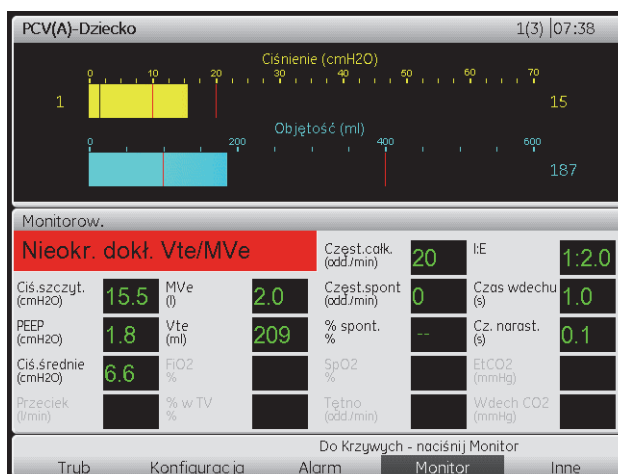 PCV(A)-Dziecko 1(3) |07:38
Ciśnienie (cmH2O)
0 10 20 30 40 50 60 70
1 15
Objętość (ml)
0 200 400 600
187
Monitorow.
Nieokr. dokł. Vte/MVe
Częst.całk. (odd./min) 20
I:E 1:2.0
Ciś.szczyt. (cmH2O) 15.5
MVe (l) 2.0
Częst.spont (odd./min) 0
Czas wdechu (s) 1.0
PEEP (cmH2O) 1.8
Vte (ml) 209
% spont. % --
Cz. narast. (s) 0.1
Ciś.średnie (cmH2O) 6.6
FiO2 %
SpO2 %
EtCO2 (mmHg)
Przeciek (l/min)
% w TV %
Tętno (odd./min)
Wdech CO2 (mmHg)
Do Krzywych - naciśnij Monitor
Tryb Konfiguracja Alarm Monitor Inne